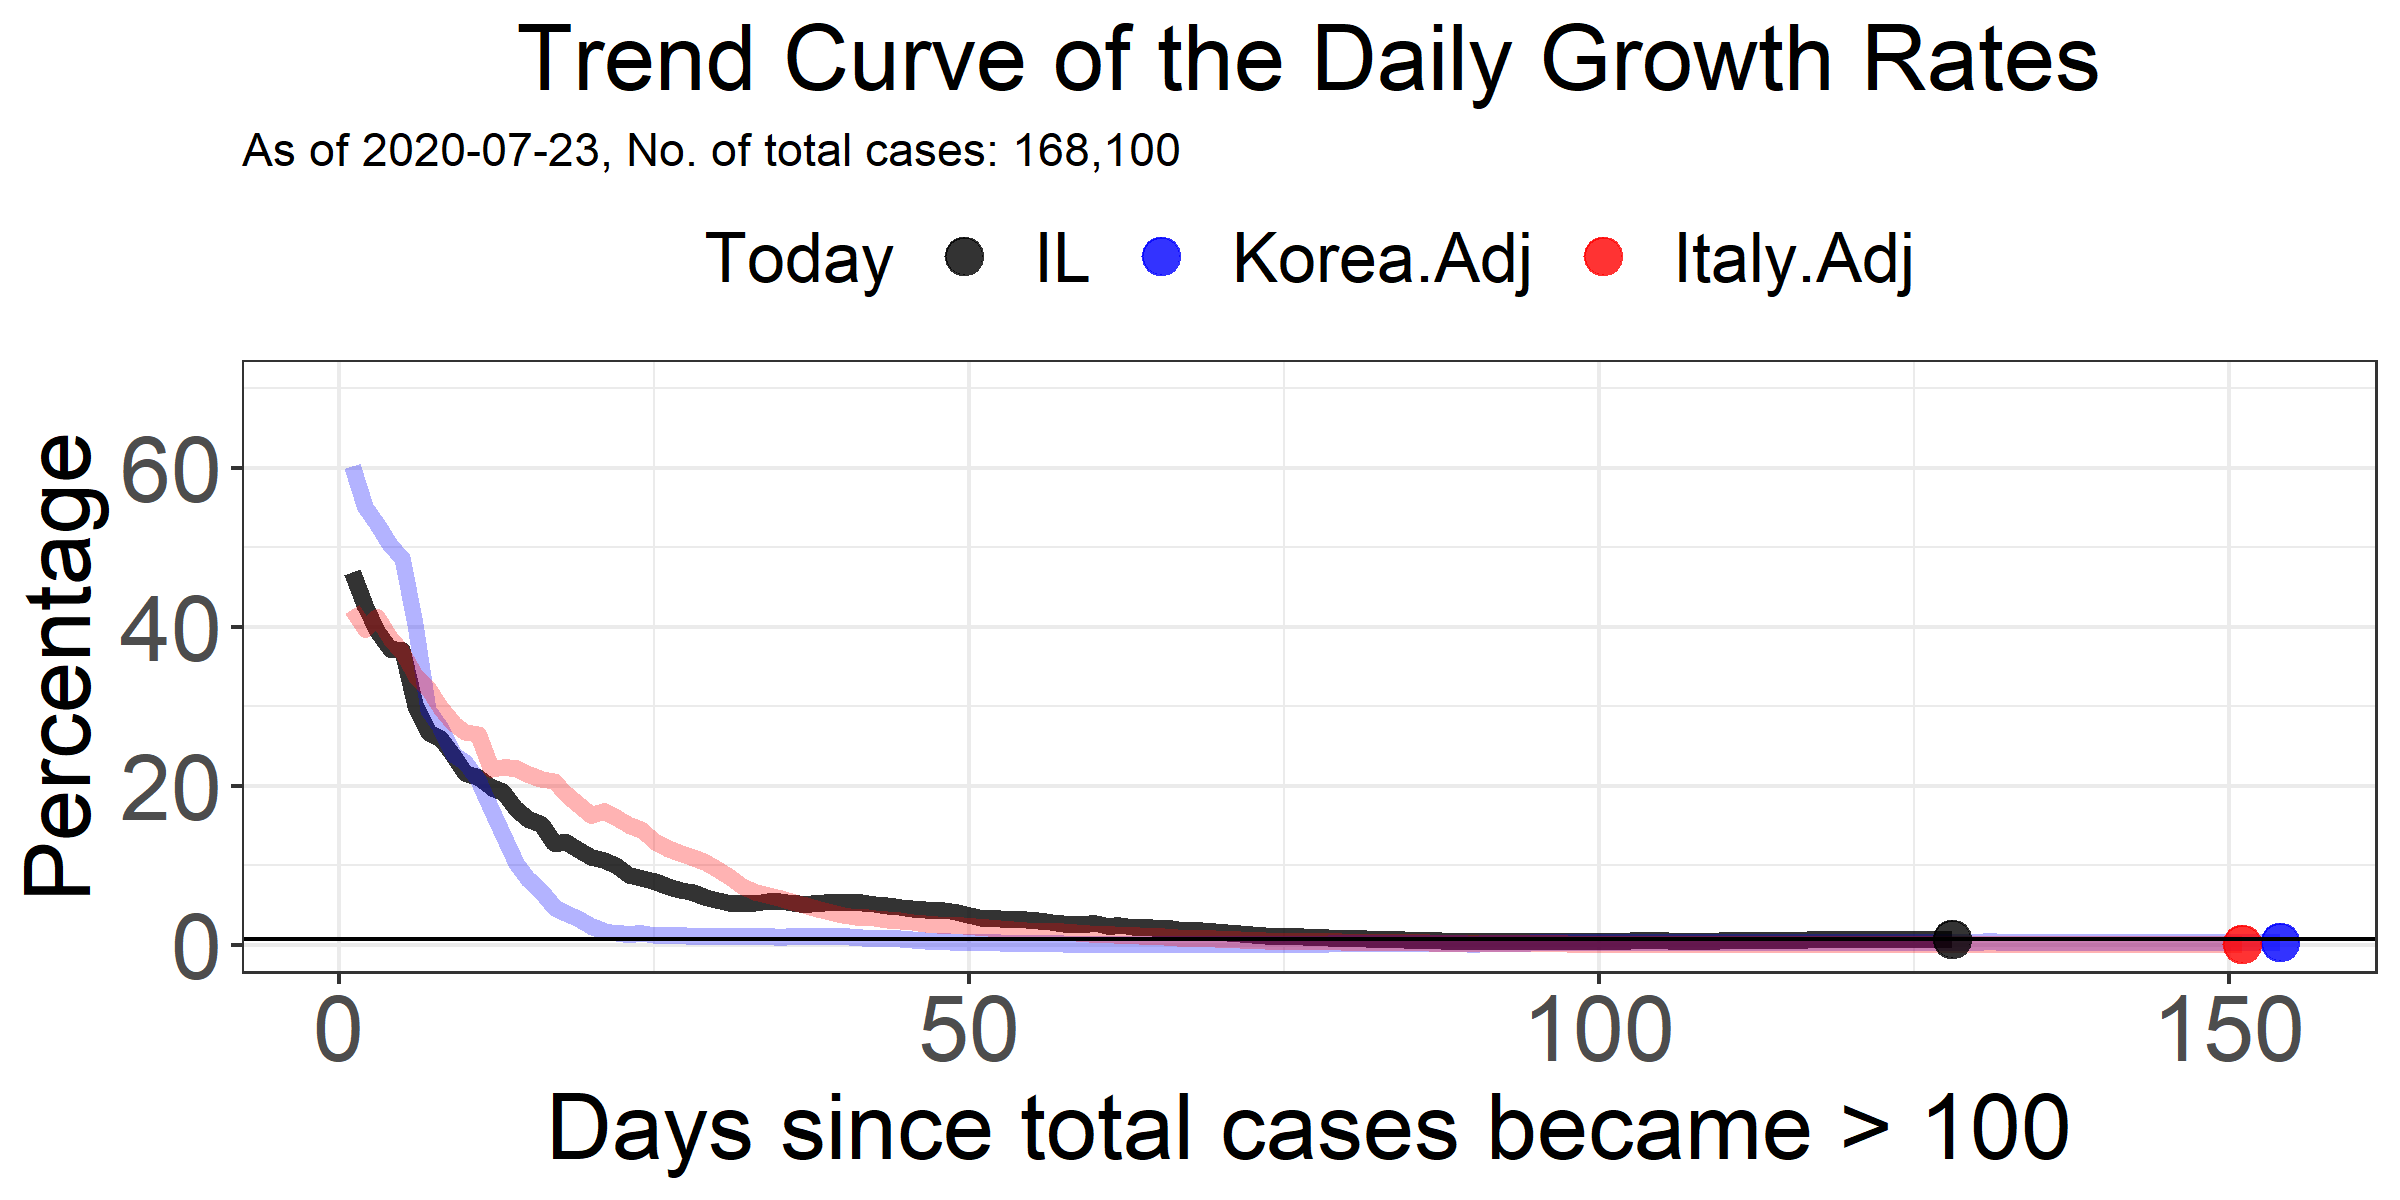 Trend Curve of the Daily Growth Rates
As of 2020-07-23, No. of total cases: 168,100
Today IL Korea.Adj Italy.Adj
Percentage
60
40
20
0
0 50 100 150
Days since total cases became > 100